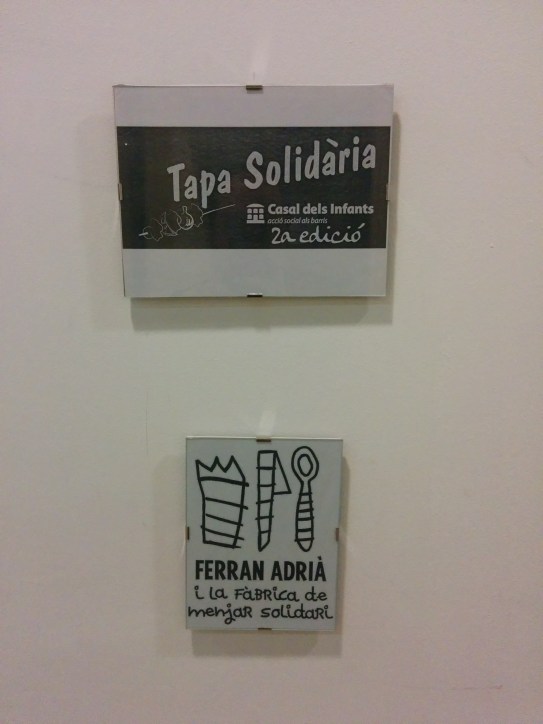 Tapa Solidària
Casal dels Infants
acció social als barris
2a edició
FERRAN ADRIÀ
i la FÀBRICA de
menjar solidari